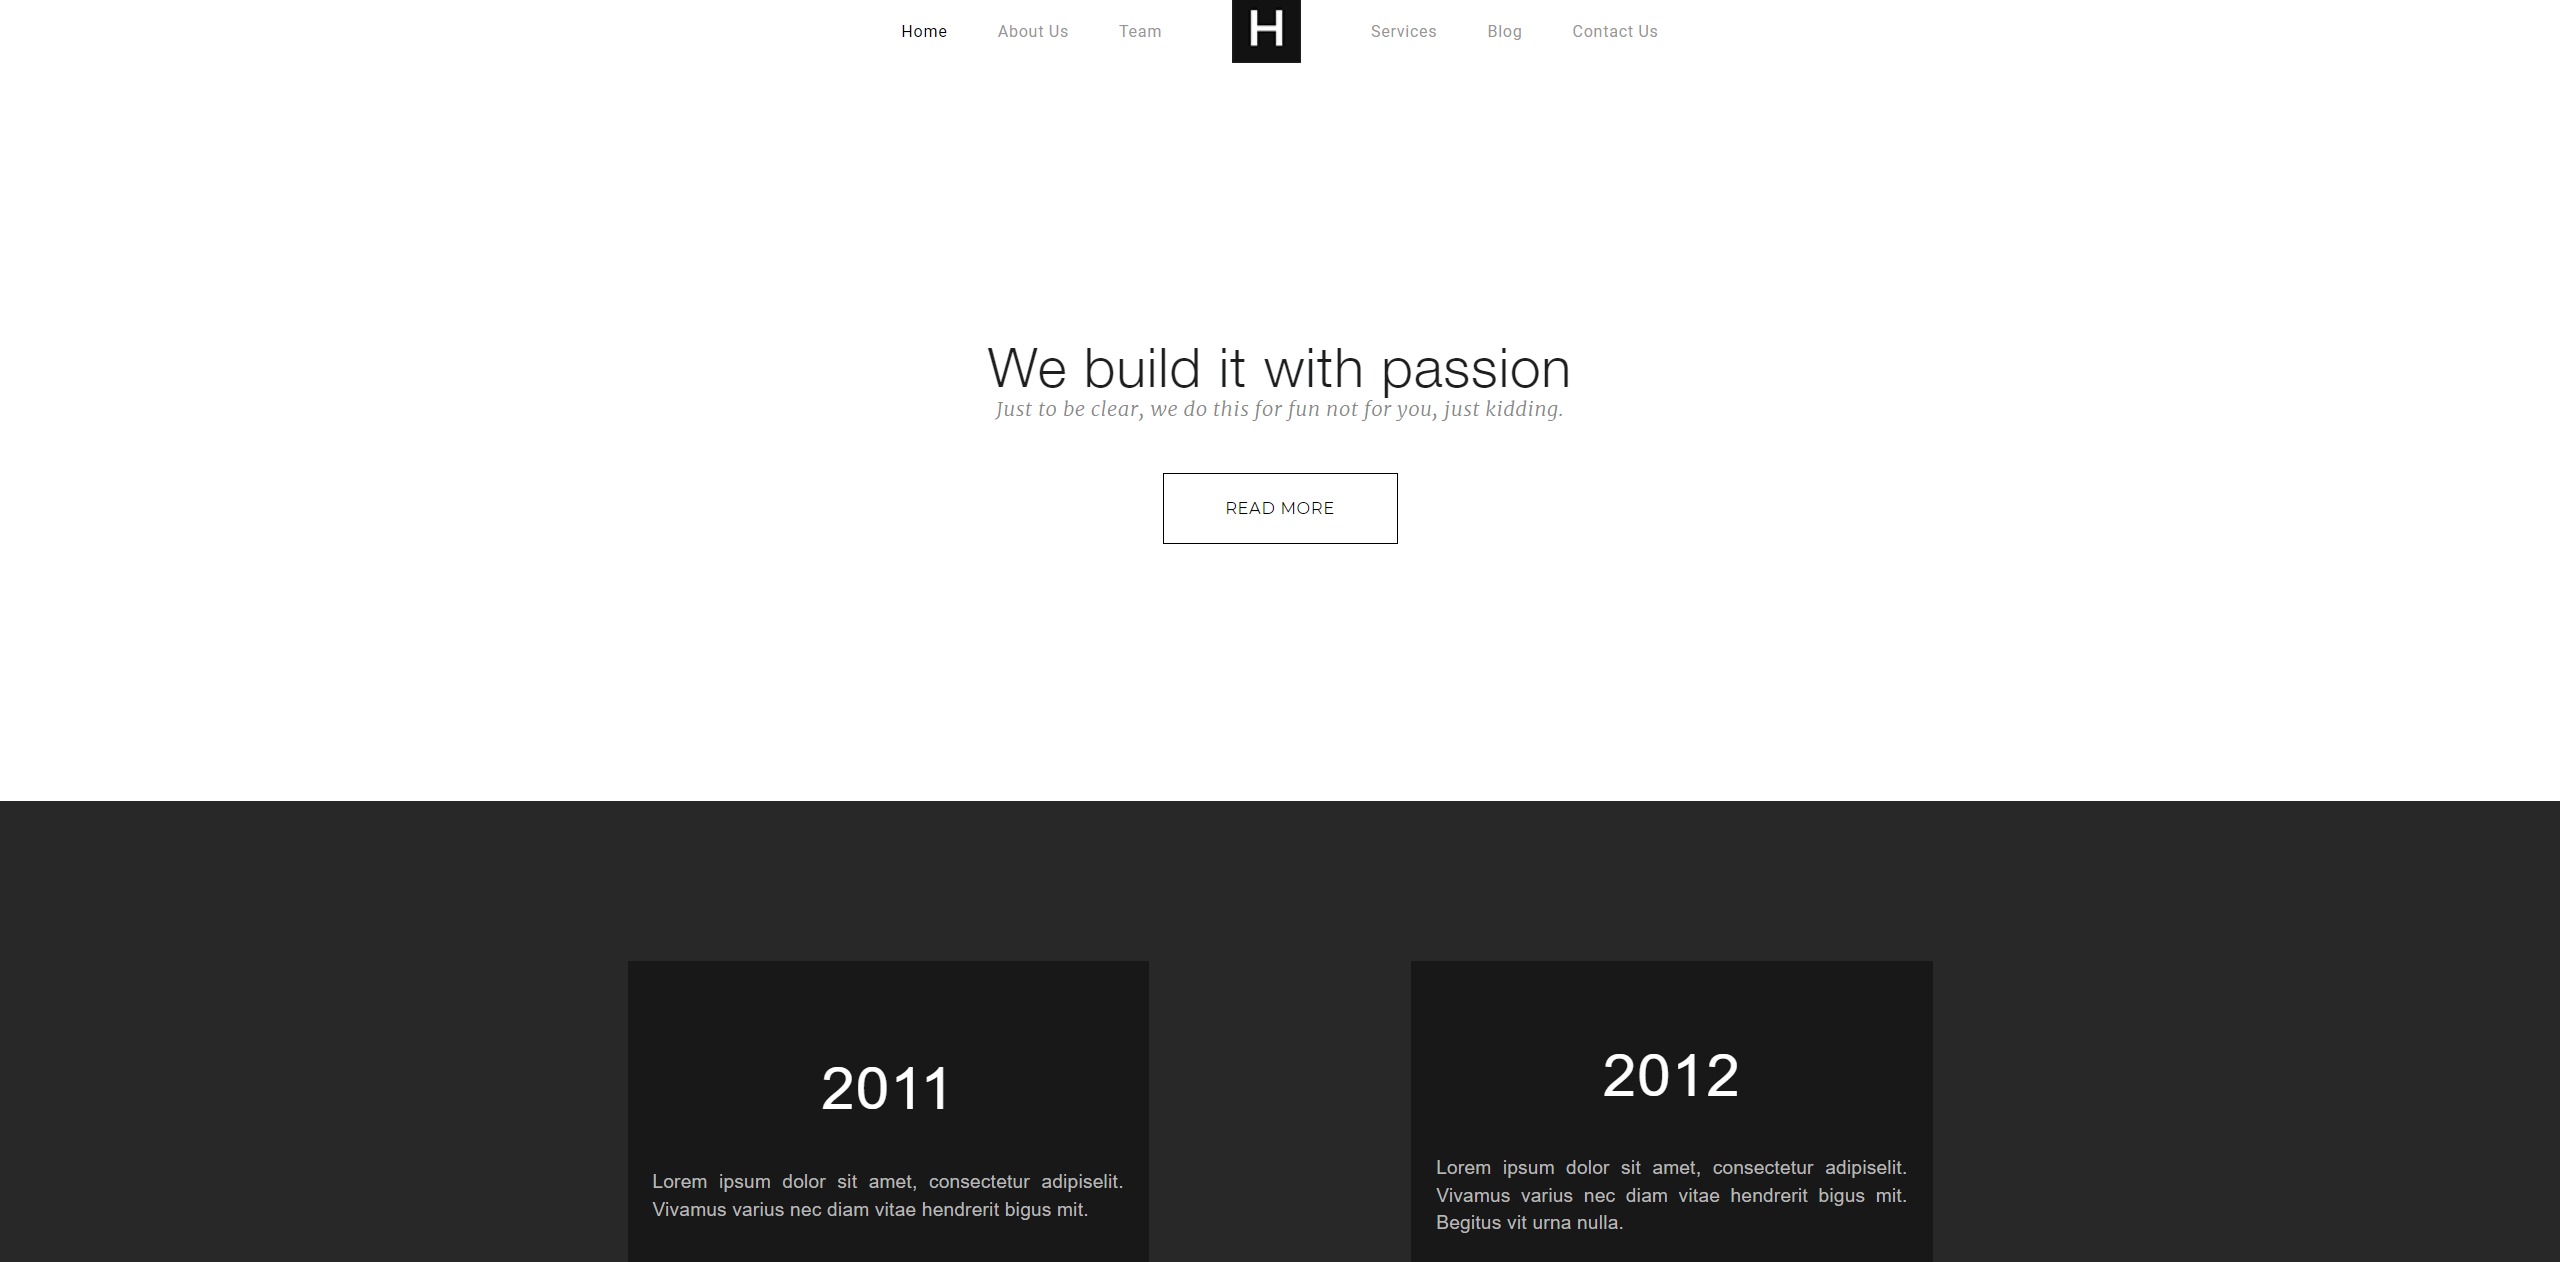 Home About Us Team H Services Blog Contact Us
We build it with passion
Just to be clear, we do this for fun not for you, just kidding.
READ MORE
2011
Lorem ipsum dolor sit amet, consectetur adipiselit.
Vivamus varius nec diam vitae hendrerit bigus mit.
2012
Lorem ipsum dolor sit amet, consectetur adipiselit.
Vivamus varius nec diam vitae hendrerit bigus mit.
Begitus vit urna nulla.